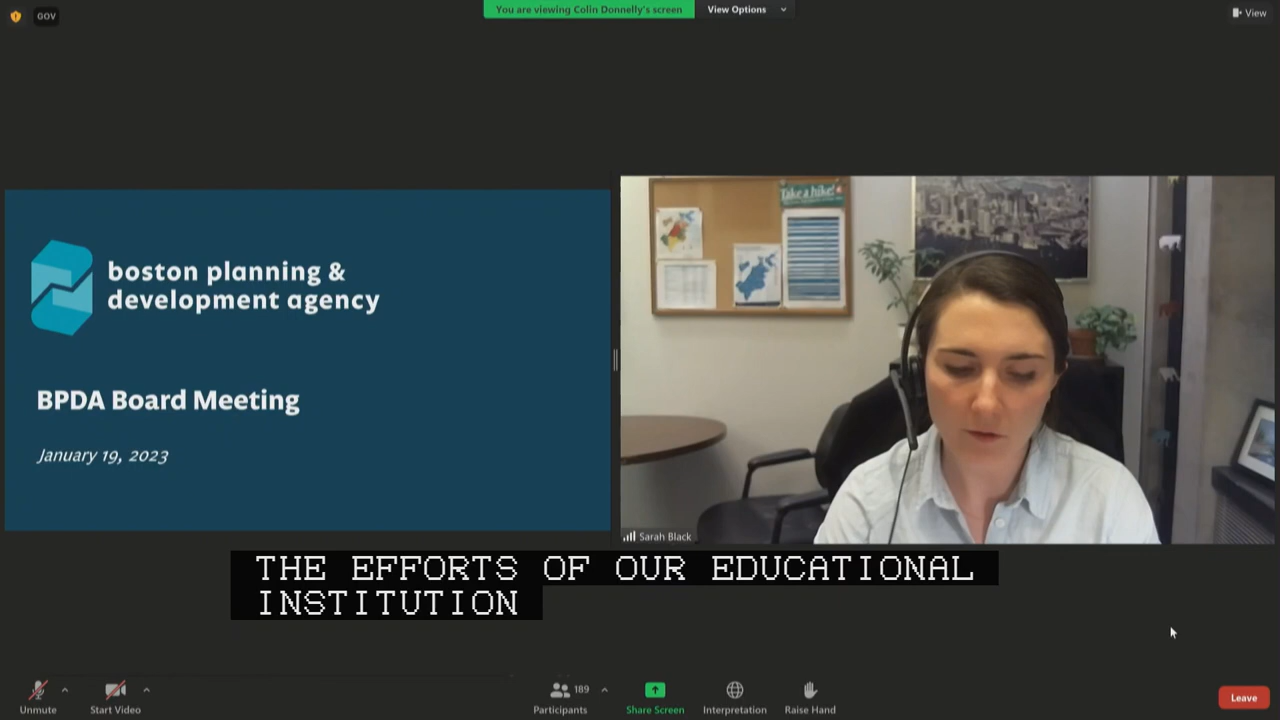 GOV
You are viewing Colin Donnelly's screen
View Options
View
boston planning &
development agency
BPDA Board Meeting
January 19, 2023
Take a hike!
Sarah Black
THE EFFORTS OF OUR EDUCATIONAL
INSTITUTION
Unmute
Start Video
189
Participants
Share Screen
Interpretation
Raise Hand
Leave